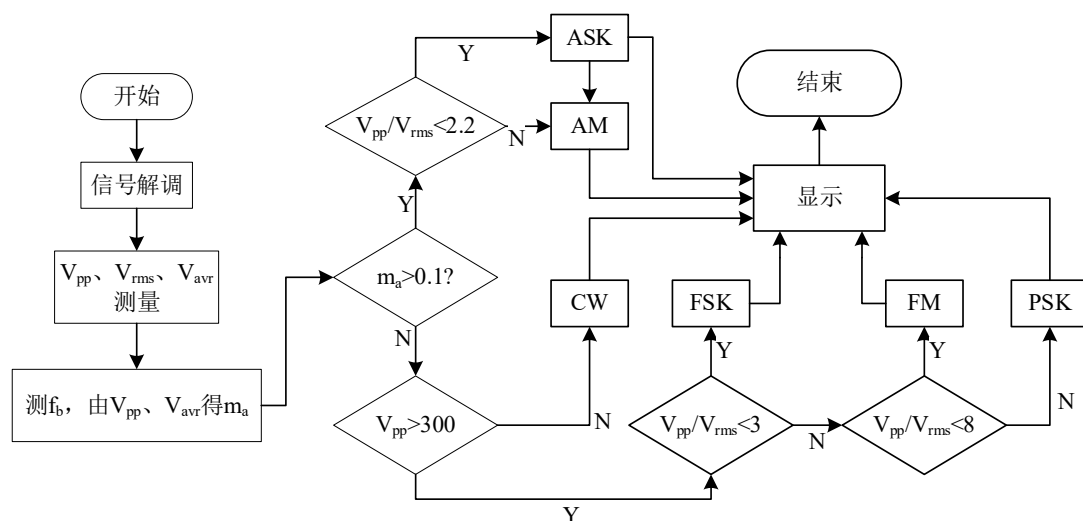 开始
信号解调
Vpp、Vrms、Vavr
测量
测fb，由Vpp、Vavr得ma
ma>0.1?
Y
N
Vpp/Vrms<2.2
Y
N
ASK
AM
Vpp>300
N
Y
CW
Vpp/Vrms<3
Y
N
FSK
Vpp/Vrms<8
Y
N
FM
PSK
显示
结束